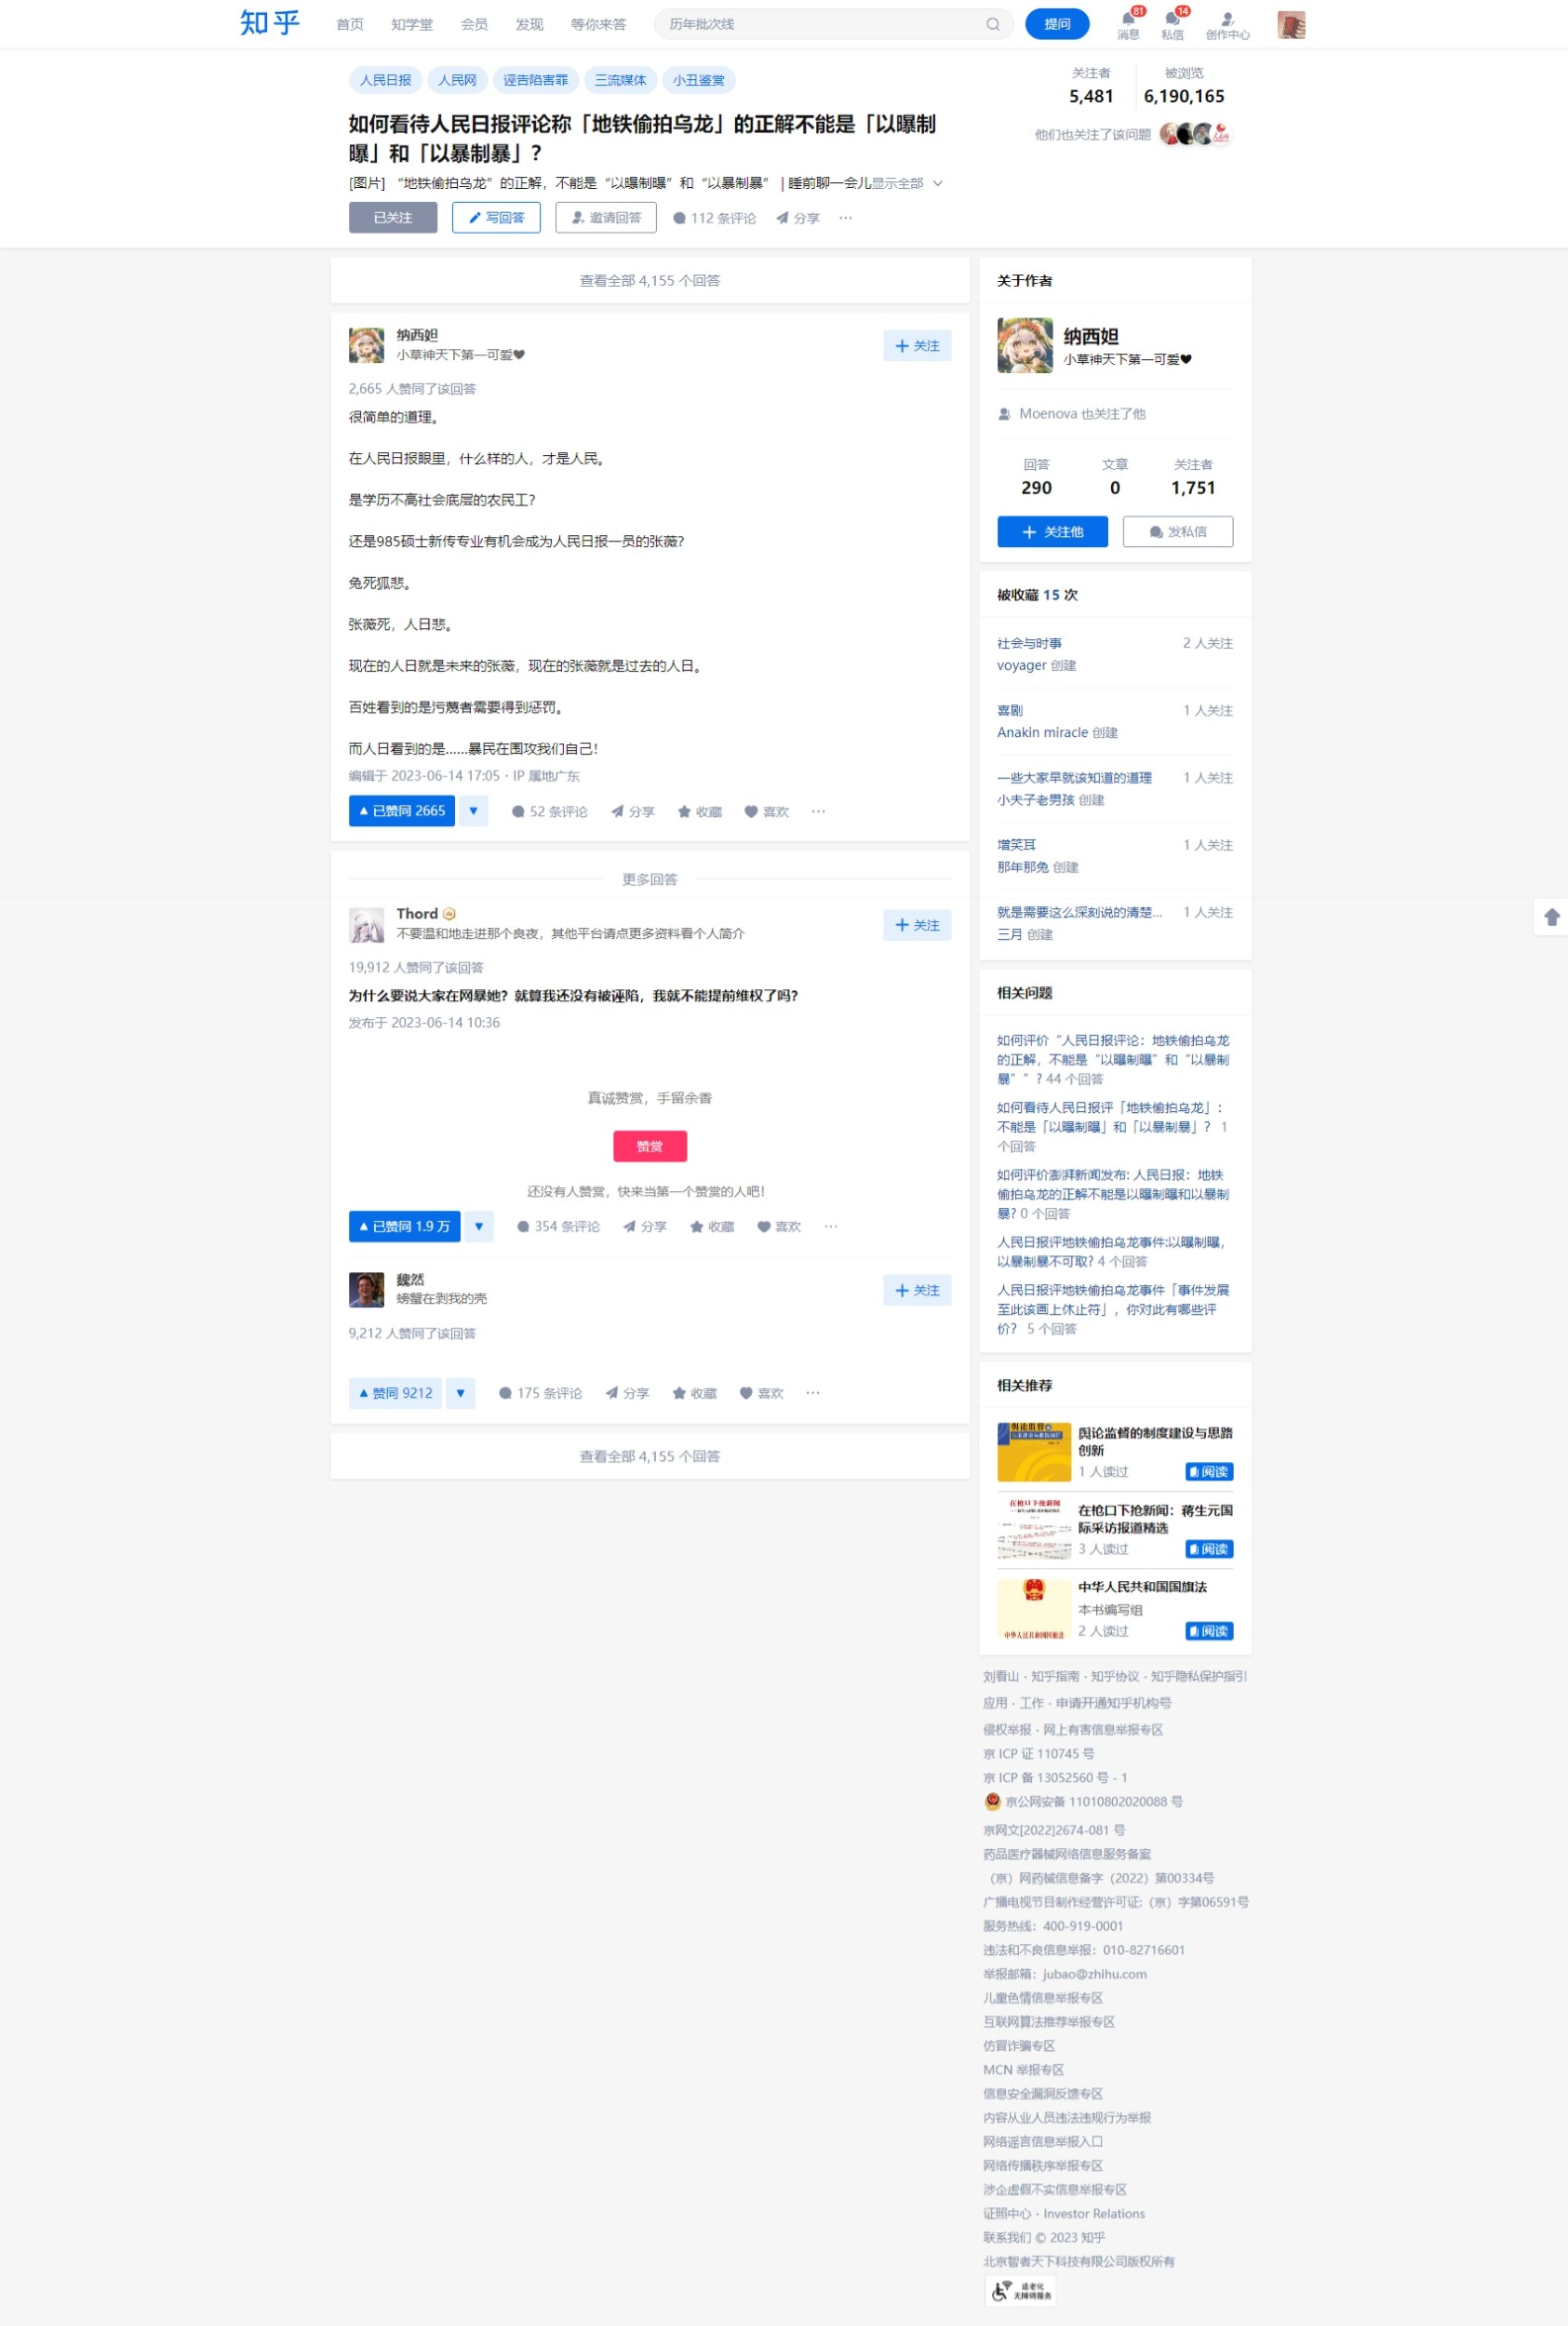 知乎
首页 知学堂 会员 发现 等你来答
历年批次线
提问
81
消息
14
私信
创作中心
人民日报 人民网 诬告陷害罪 三流媒体 小丑鉴赏
如何看待人民日报评论称「地铁偷拍乌龙」的正解不能是「以曝制
曝」和「以暴制暴」?
[图片] “地铁偷拍乌龙”的正解,不能是“以曝制曝”和“以暴制暴” | 睡前聊一会儿显示全部
已关注 写回答 邀请回答 112 条评论 分享 ···
关注者 被浏览
5,481 6,190,165
他们也关注了该问题
查看全部 4,155 个回答
纳西妲
小草神天下第一可爱♥
+ 关注
2,665 人赞同了该回答
很简单的道理。
在人民日报眼里,什么样的人,才是人民。
是学历不高社会底层的农民工?
还是985硕士新传专业有机会成为人民日报一员的张薇?
兔死狐悲。
张薇死,人日悲。
现在的人日就是未来的张薇,现在的张薇就是过去的人日。
百姓看到的是污蔑者需要得到惩罚。
而人日看到的是......暴民在围攻我们自己!
编辑于 2023-06-14 17:05 · IP 属地广东
已赞同 2665 52 条评论 分享 收藏 喜欢 ···
更多回答
Thord
不要温和地走进那个良夜,其他平台请点更多资料看个人简介
+ 关注
19,912 人赞同了该回答
为什么要说大家在网暴她?就算我还没有被诬陷,我就不能提前维权了吗?
发布于 2023-06-14 10:36
真诚赞赏,手留余香
赞赏
还没有人赞赏,快来当第一个赞赏的人吧!
已赞同 1.9 万 354 条评论 分享 收藏 喜欢 ···
魏然
螃蟹在剥我的壳
+ 关注
9,212 人赞同了该回答
赞同 9212 175 条评论 分享 收藏 喜欢 ···
查看全部 4,155 个回答
关于作者
纳西妲
小草神天下第一可爱♥
Moenova 也关注了他
回答 文章 关注者
290 0 1,751
+ 关注他 发私信
被收藏 15 次
社会与时事 2 人关注
voyager 创建
喜剧 1 人关注
Anakin miracle 创建
一些大家早就该知道的道理 1 人关注
小夫子老男孩 创建
增笑耳 1 人关注
那年那兔 创建
就是需要这么深刻说的清楚... 1 人关注
三月 创建
相关问题
如何评价“人民日报评论:地铁偷拍乌龙
的正解,不能是“以曝制曝”和“以暴制
暴””? 44 个回答
如何看待人民日报评「地铁偷拍乌龙」:
不能是「以曝制曝」和「以暴制暴」? 1
个回答
如何评价澎湃新闻发布: 人民日报:地铁
偷拍乌龙的正解不能是以曝制曝和以暴制
暴? 0 个回答
人民日报评地铁偷拍乌龙事件:以曝制曝,
以暴制暴不可取? 4 个回答
人民日报评地铁偷拍乌龙事件「事件发展
至此该画上休止符」,你对此有哪些评
价? 5 个回答
相关推荐
舆论监督
舆论监督的制度建设与思路
创新
1 人读过 阅读
在枪口下抢新闻
在枪口下抢新闻:蒋生元国
际采访报道精选
3 人读过 阅读
中华人民共和国国旗法
中华人民共和国国旗法
本书编写组
2 人读过 阅读
刘看山 · 知乎指南 · 知乎协议 · 知乎隐私保护指引
应用 · 工作 · 申请开通知乎机构号
侵权举报 · 网上有害信息举报专区
京 ICP 证 110745 号
京 ICP 备 13052560 号 - 1
京公网安备 11010802020088 号
京网文[2022]2674-081 号
药品医疗器械网络信息服务备案
(京)网药械信息备字(2022)第00334号
广播电视节目制作经营许可证:(京)字第06591号
服务热线:400-919-0001
违法和不良信息举报:010-82716601
举报邮箱:jubao@zhihu.com
儿童色情信息举报专区
互联网算法推荐举报专区
仿冒诈骗专区
MCN 举报专区
信息安全漏洞反馈专区
内容从业人员违法违规行为举报
网络谣言信息举报入口
网络传播秩序举报专区
涉企虚假不实信息举报专区
证照中心 · Investor Relations
联系我们 © 2023 知乎
北京智者天下科技有限公司版权所有
适老化
无障碍服务